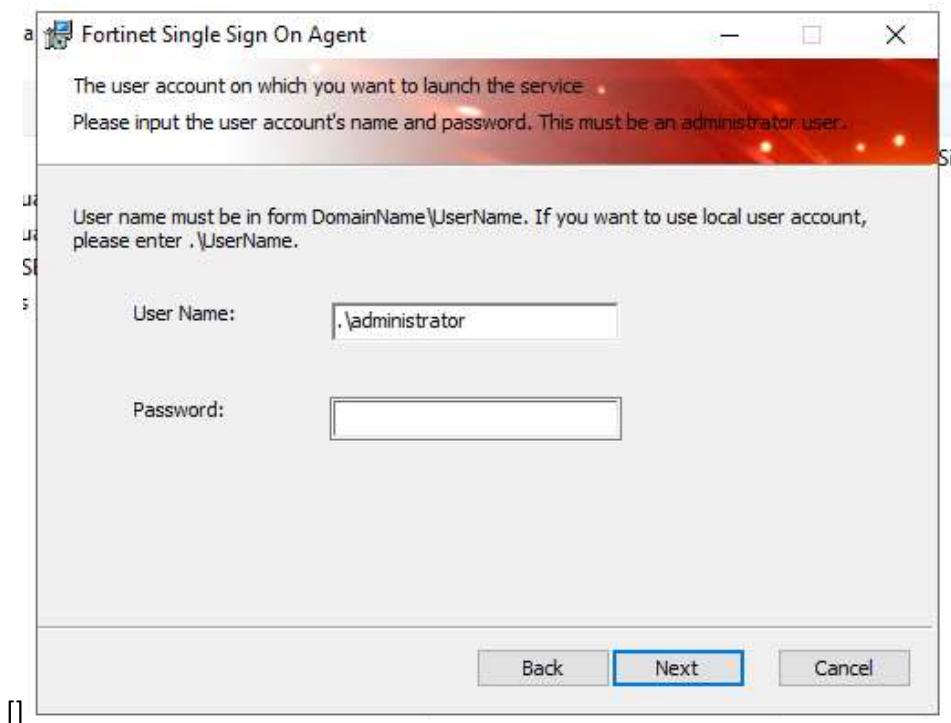 a
Fortinet Single Sign On Agent
The user account on which you want to launch the service
Please input the user account's name and password. This must be an administrator user.
User name must be in form DomainName\UserName. If you want to use local user account,
please enter .\UserName.
User Name:
.\administrator
Password:
Back Next Cancel
[]